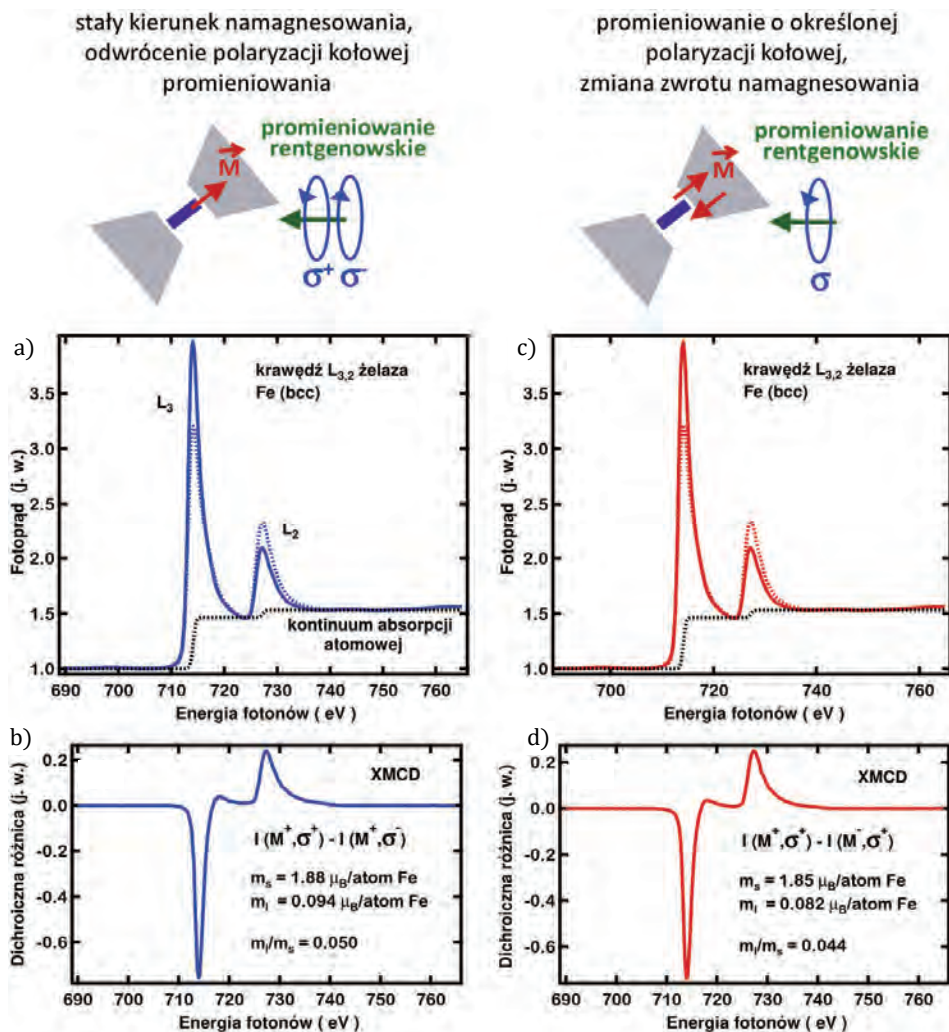 stały kierunek namagnesowania,
odwrócenie polaryzacji kołowej
promieniowania
promieniowanie
rentgenowskie
M
σ+ σ-
promieniowanie o określonej
polaryzacji kołowej,
zmiana zwrotu namagnesowania
promieniowanie
rentgenowskie
M
σ
a)
krawędź L3,2 żelaza
Fe (bcc)
L3
L2
kontinuum absorpcji
atomowej
Fotoprąd (j. w.)
3.5
3.0
2.5
2.0
1.5
1.0
690 700 710 720 730 740 750 760
Energia fotonów ( eV )
c)
krawędź L3,2 żelaza
Fe (bcc)
Fotoprąd (j. w.)
3.5
3.0
2.5
2.0
1.5
1.0
700 710 720 730 740 750 760
Energia fotonów ( eV )
b)
XMCD
I (M+,σ+) - I (M+,σ-)
ms = 1.88 μB/atom Fe
ml = 0.094 μB/atom Fe
ml/ms = 0.050
Dichroiczna różnica (j. w.)
0.2
0.0
-0.2
-0.4
-0.6
690 700 710 720 730 740 750 760
Energia fotonów ( eV )
d)
XMCD
I (M+,σ+) - I (M-,σ+)
ms = 1.85 μB/atom Fe
ml = 0.082 μB/atom Fe
ml/ms = 0.044
Dichroiczna różnica (j. w.)
0.2
0.0
-0.2
-0.4
-0.6
690 700 710 720 730 740 750 760
Energia fotonów ( eV )